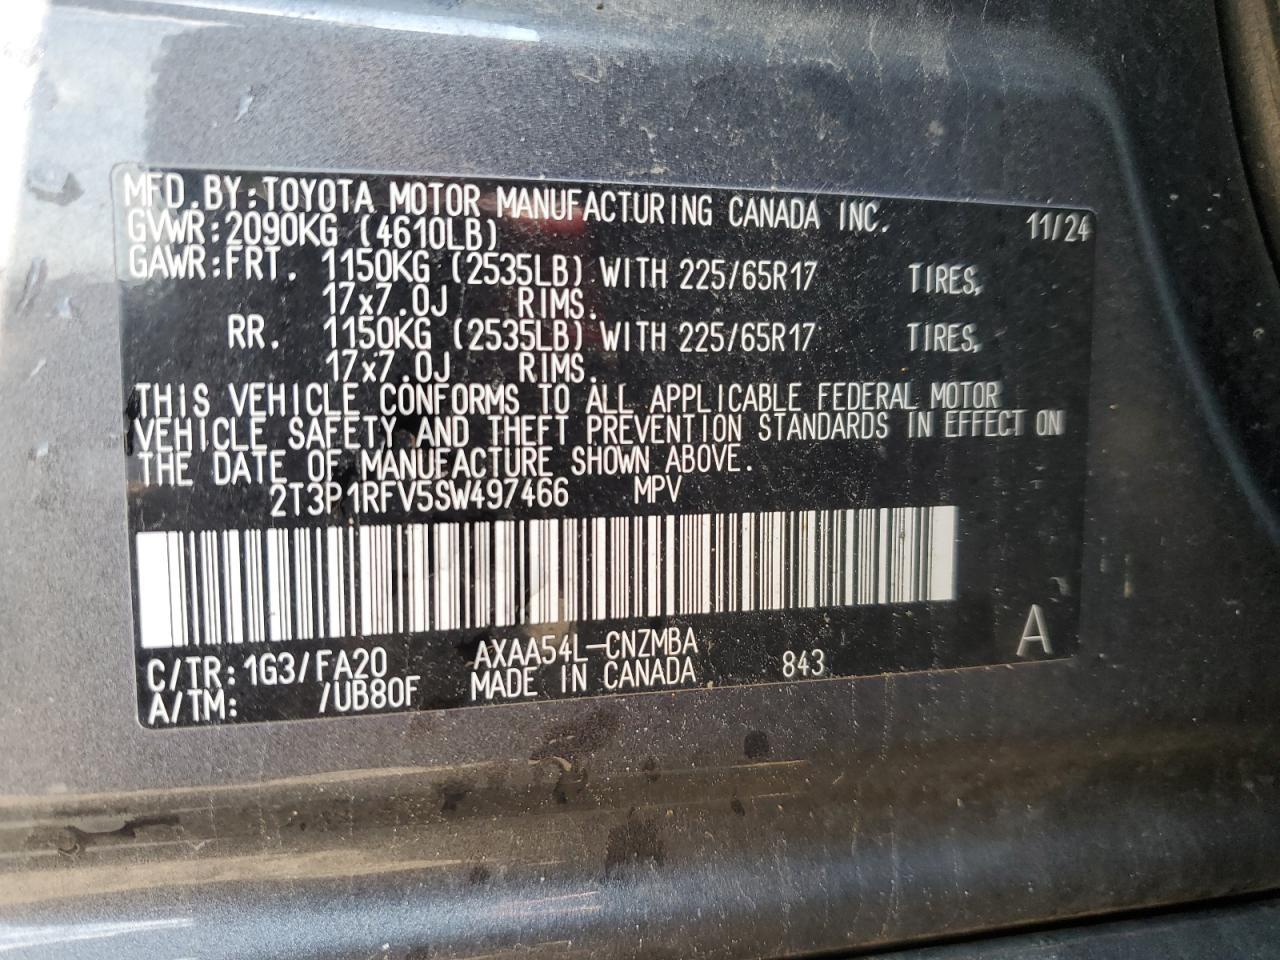 MFD.BY:TOYOTA MOTOR MANUFACTURING CANADA INC. 11/24
GVWR:2090KG (4610LB)
GAWR:FRT. 1150KG (2535LB) WITH 225/65R17 TIRES,
17x7.0J RIMS.
RR. 1150KG (2535LB) WITH 225/65R17 TIRES,
17x7.0J RIMS.
THIS VEHICLE CONFORMS TO ALL APPLICABLE FEDERAL MOTOR
VEHICLE SAFETY AND THEFT PREVENTION STANDARDS IN EFFECT ON
THE DATE OF MANUFACTURE SHOWN ABOVE.
2T3P1RFV5SW497466 MPV
C/TR:1G3/FA20 AXAA54L-CNZMBA 843 A
A/TM: /UB80F MADE IN CANADA